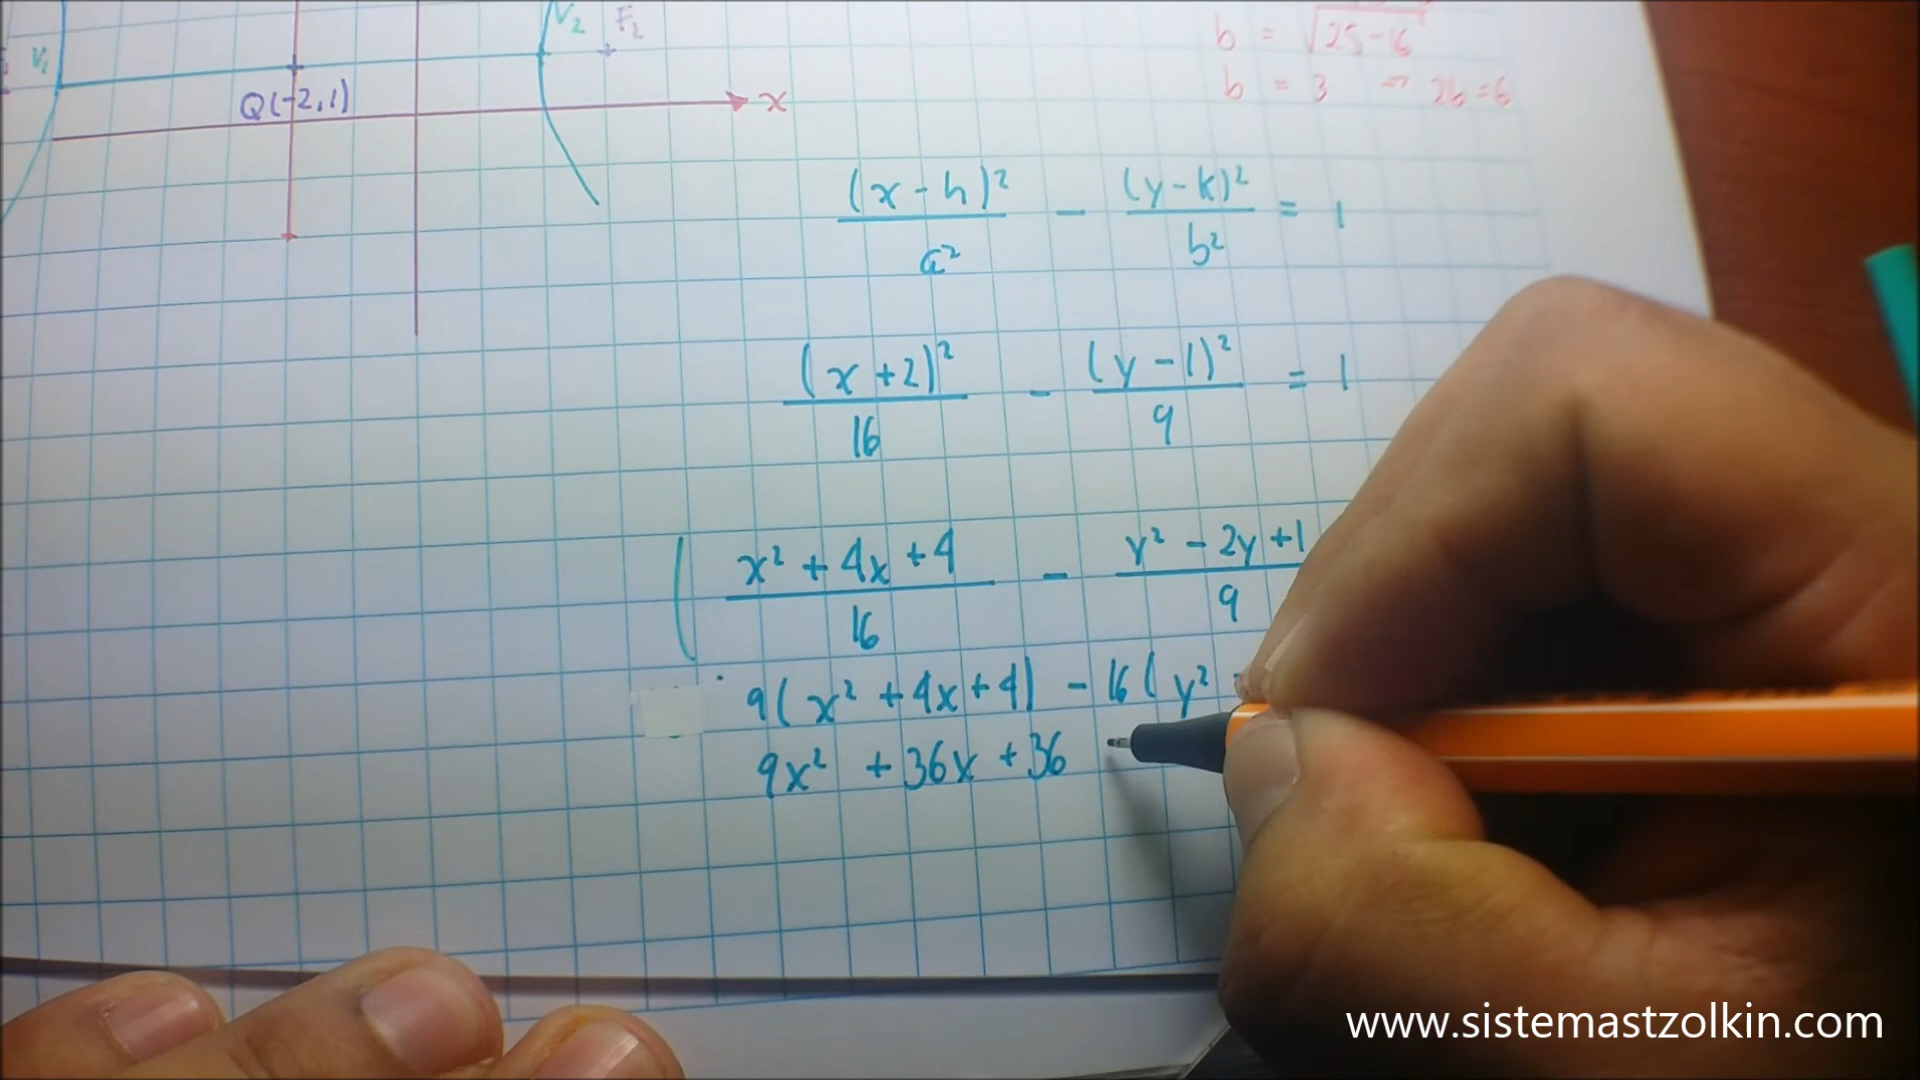 V₁
V₂ F₂
Q(-2,1)
x
b = √25-16
b = 3 → 2b=6
(x-h)²/a² - (y-k)²/b² = 1
(x+2)²/16 - (y-1)²/9 = 1
(x²+4x+4/16 - y²-2y+1/9
9(x²+4x+4) - 16(y²
9x² +36x+36
www.sistemastzolkin.com